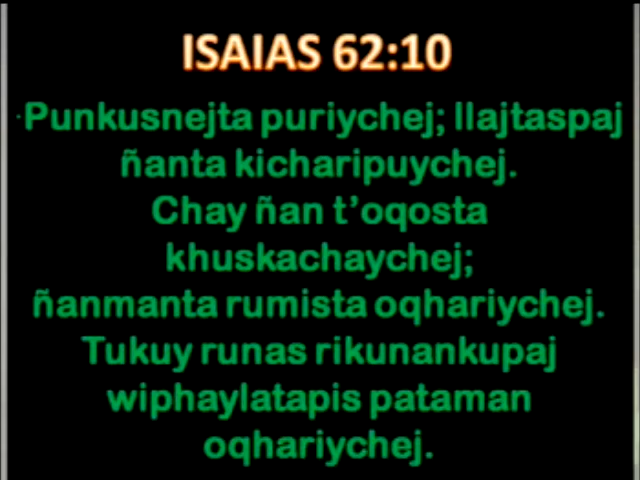 ISAIAS 62:10
Punkusnejta puriychej; llajtaspaj
ñanta kicharipuychej.
Chay ñan t’oqosta
khuskachaychej;
ñanmanta rumista oqhariychej.
Tukuy runas rikunankupaj
wiphaylatapis pataman
oqhariychej.